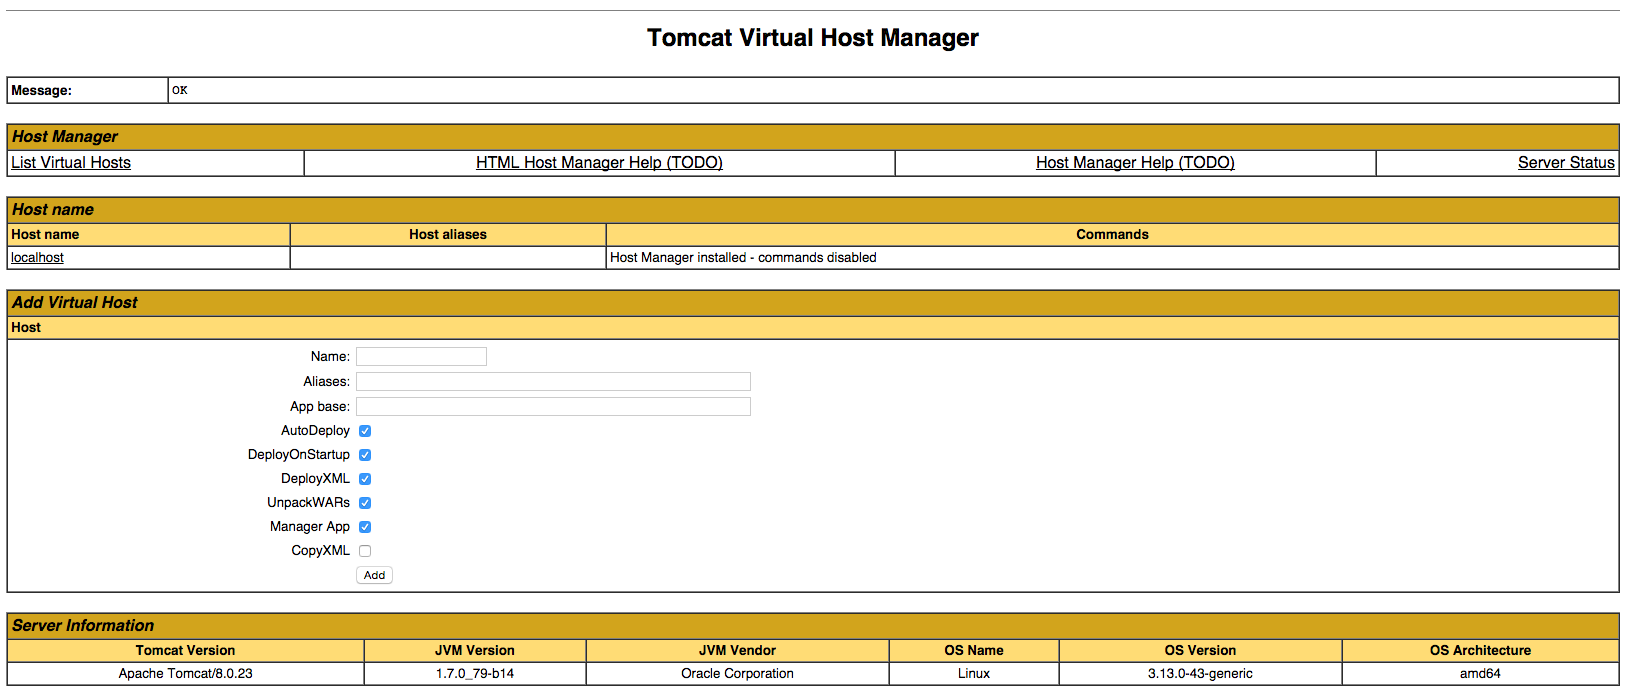 Tomcat Virtual Host Manager
Message: OK
Host Manager
List Virtual Hosts HTML Host Manager Help (TODO) Host Manager Help (TODO) Server Status
Host name
Host name Host aliases Commands
localhost Host Manager installed - commands disabled
Add Virtual Host
Host
Name:
Aliases:
App base:
AutoDeploy
DeployOnStartup
DeployXML
UnpackWARs
Manager App
CopyXML
Add
Server Information
Tomcat Version JVM Version JVM Vendor OS Name OS Version OS Architecture
Apache Tomcat/8.0.23 1.7.0_79-b14 Oracle Corporation Linux 3.13.0-43-generic amd64